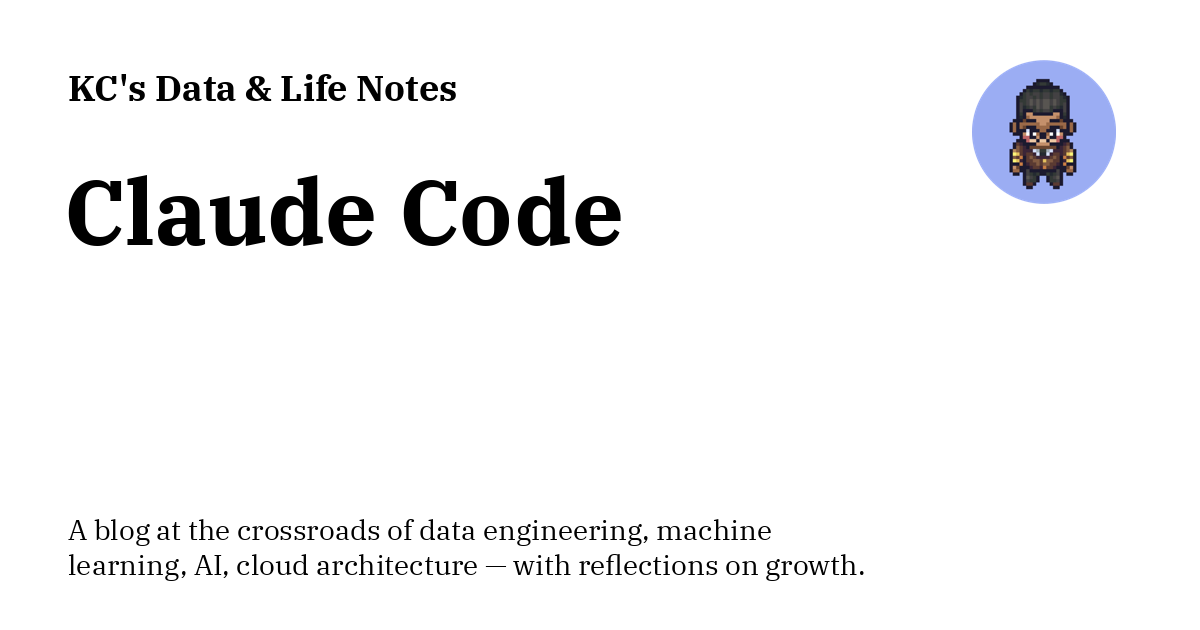 KC's Data & Life Notes
Claude Code
A blog at the crossroads of data engineering, machine
learning, AI, cloud architecture — with reflections on growth.